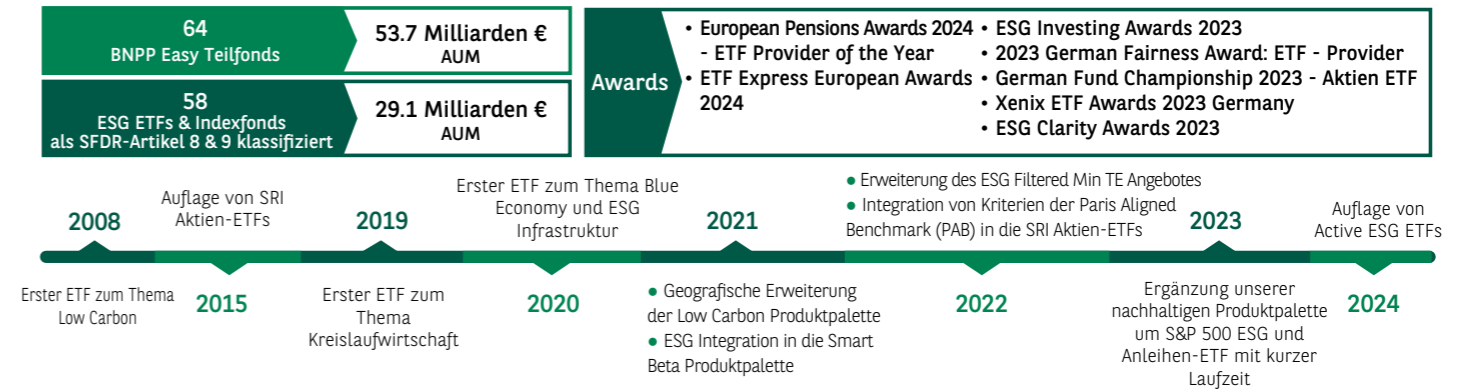 64
BNPP Easy Teilfonds
53.7 Milliarden €
AUM
58
ESG ETFs & Indexfonds
als SFDR-Artikel 8 & 9 klassifiziert
29.1 Milliarden €
AUM
Awards
• European Pensions Awards 2024
- ETF Provider of the Year
• ETF Express European Awards
2024
• ESG Investing Awards 2023
• 2023 German Fairness Award: ETF - Provider
• German Fund Championship 2023 - Aktien ETF
• Xenix ETF Awards 2023 Germany
• ESG Clarity Awards 2023
2008
Erster ETF zum Thema
Low Carbon
Auflage von SRI
Aktien-ETFs
2015
2019
Erster ETF zum
Thema
Kreislaufwirtschaft
Erster ETF zum Thema Blue
Economy und ESG
Infrastruktur
2020
2021
● Geografische Erweiterung
der Low Carbon Produktpalette
● ESG Integration in die Smart
Beta Produktpalette
● Erweiterung des ESG Filtered Min TE Angebotes
● Integration von Kriterien der Paris Aligned
Benchmark (PAB) in die SRI Aktien-ETFs
2022
2023
Ergänzung unserer
nachhaltigen Produktpalette
um S&P 500 ESG und
Anleihen-ETF mit kurzer
Laufzeit
Auflage von
Active ESG ETFs
2024